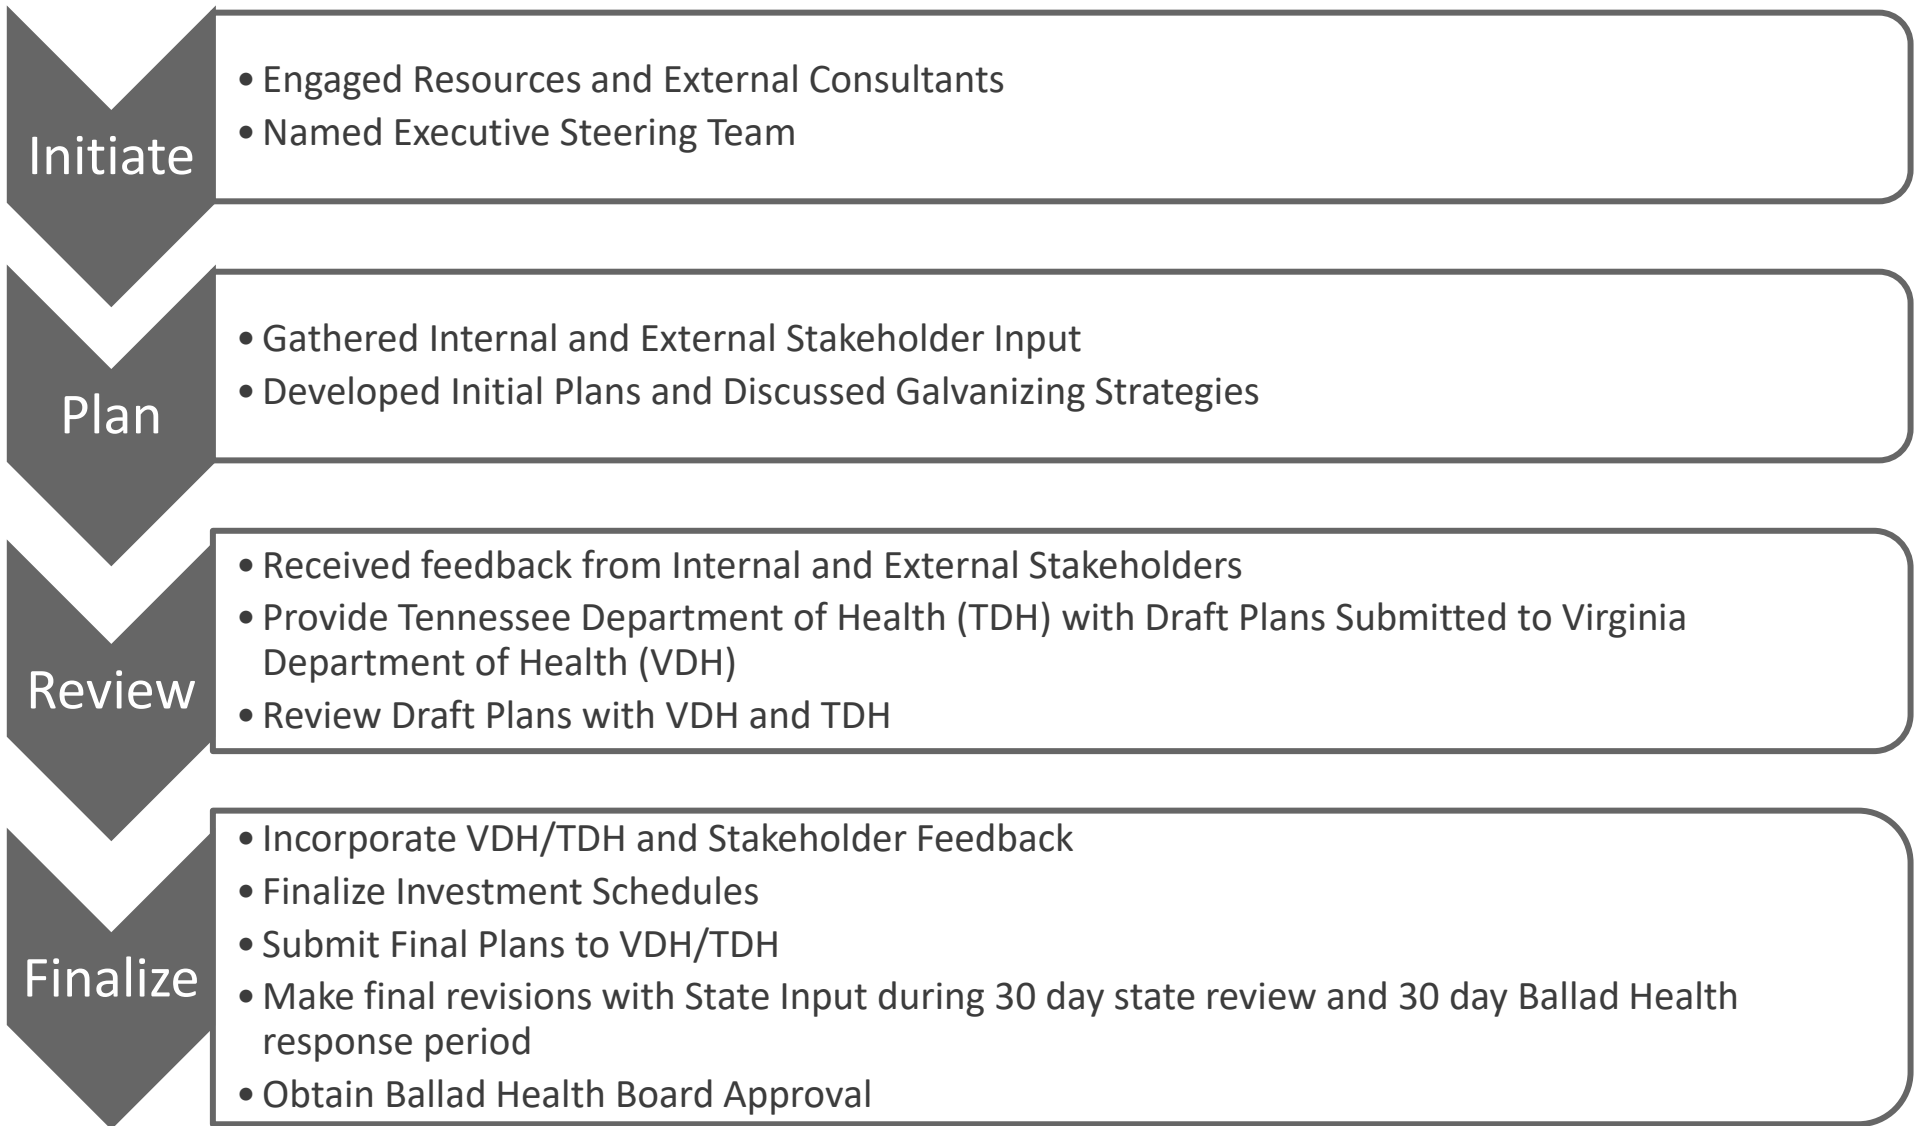 Initiate
• Engaged Resources and External Consultants
• Named Executive Steering Team
Plan
• Gathered Internal and External Stakeholder Input
• Developed Initial Plans and Discussed Galvanizing Strategies
Review
• Received feedback from Internal and External Stakeholders
• Provide Tennessee Department of Health (TDH) with Draft Plans Submitted to Virginia
Department of Health (VDH)
• Review Draft Plans with VDH and TDH
Finalize
• Incorporate VDH/TDH and Stakeholder Feedback
• Finalize Investment Schedules
• Submit Final Plans to VDH/TDH
• Make final revisions with State Input during 30 day state review and 30 day Ballad Health
response period
• Obtain Ballad Health Board Approval